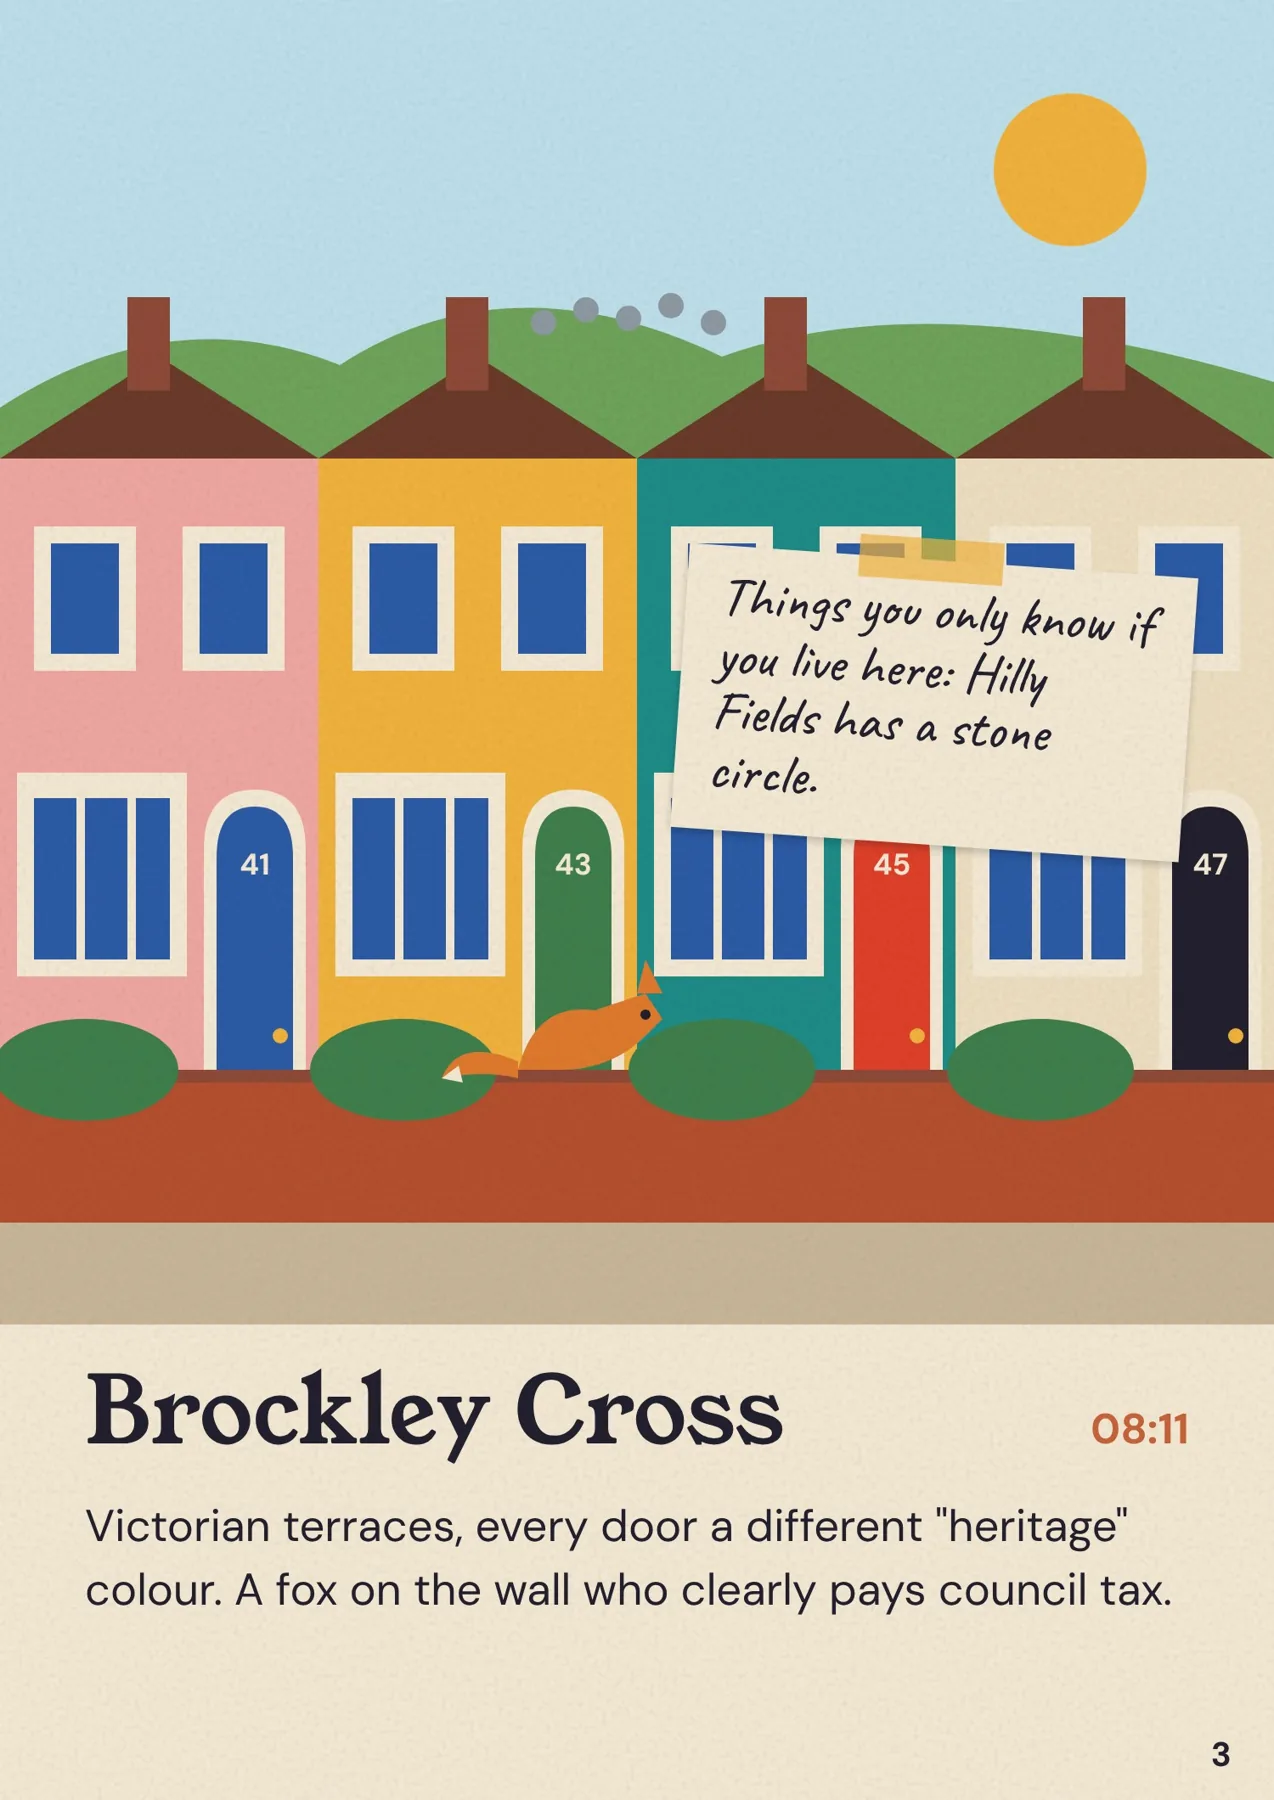 Things you only know if
you live here: Hilly
Fields has a stone
circle.
41
43
45
47
Brockley Cross
08:11
Victorian terraces, every door a different "heritage"
colour. A fox on the wall who clearly pays council tax.
3